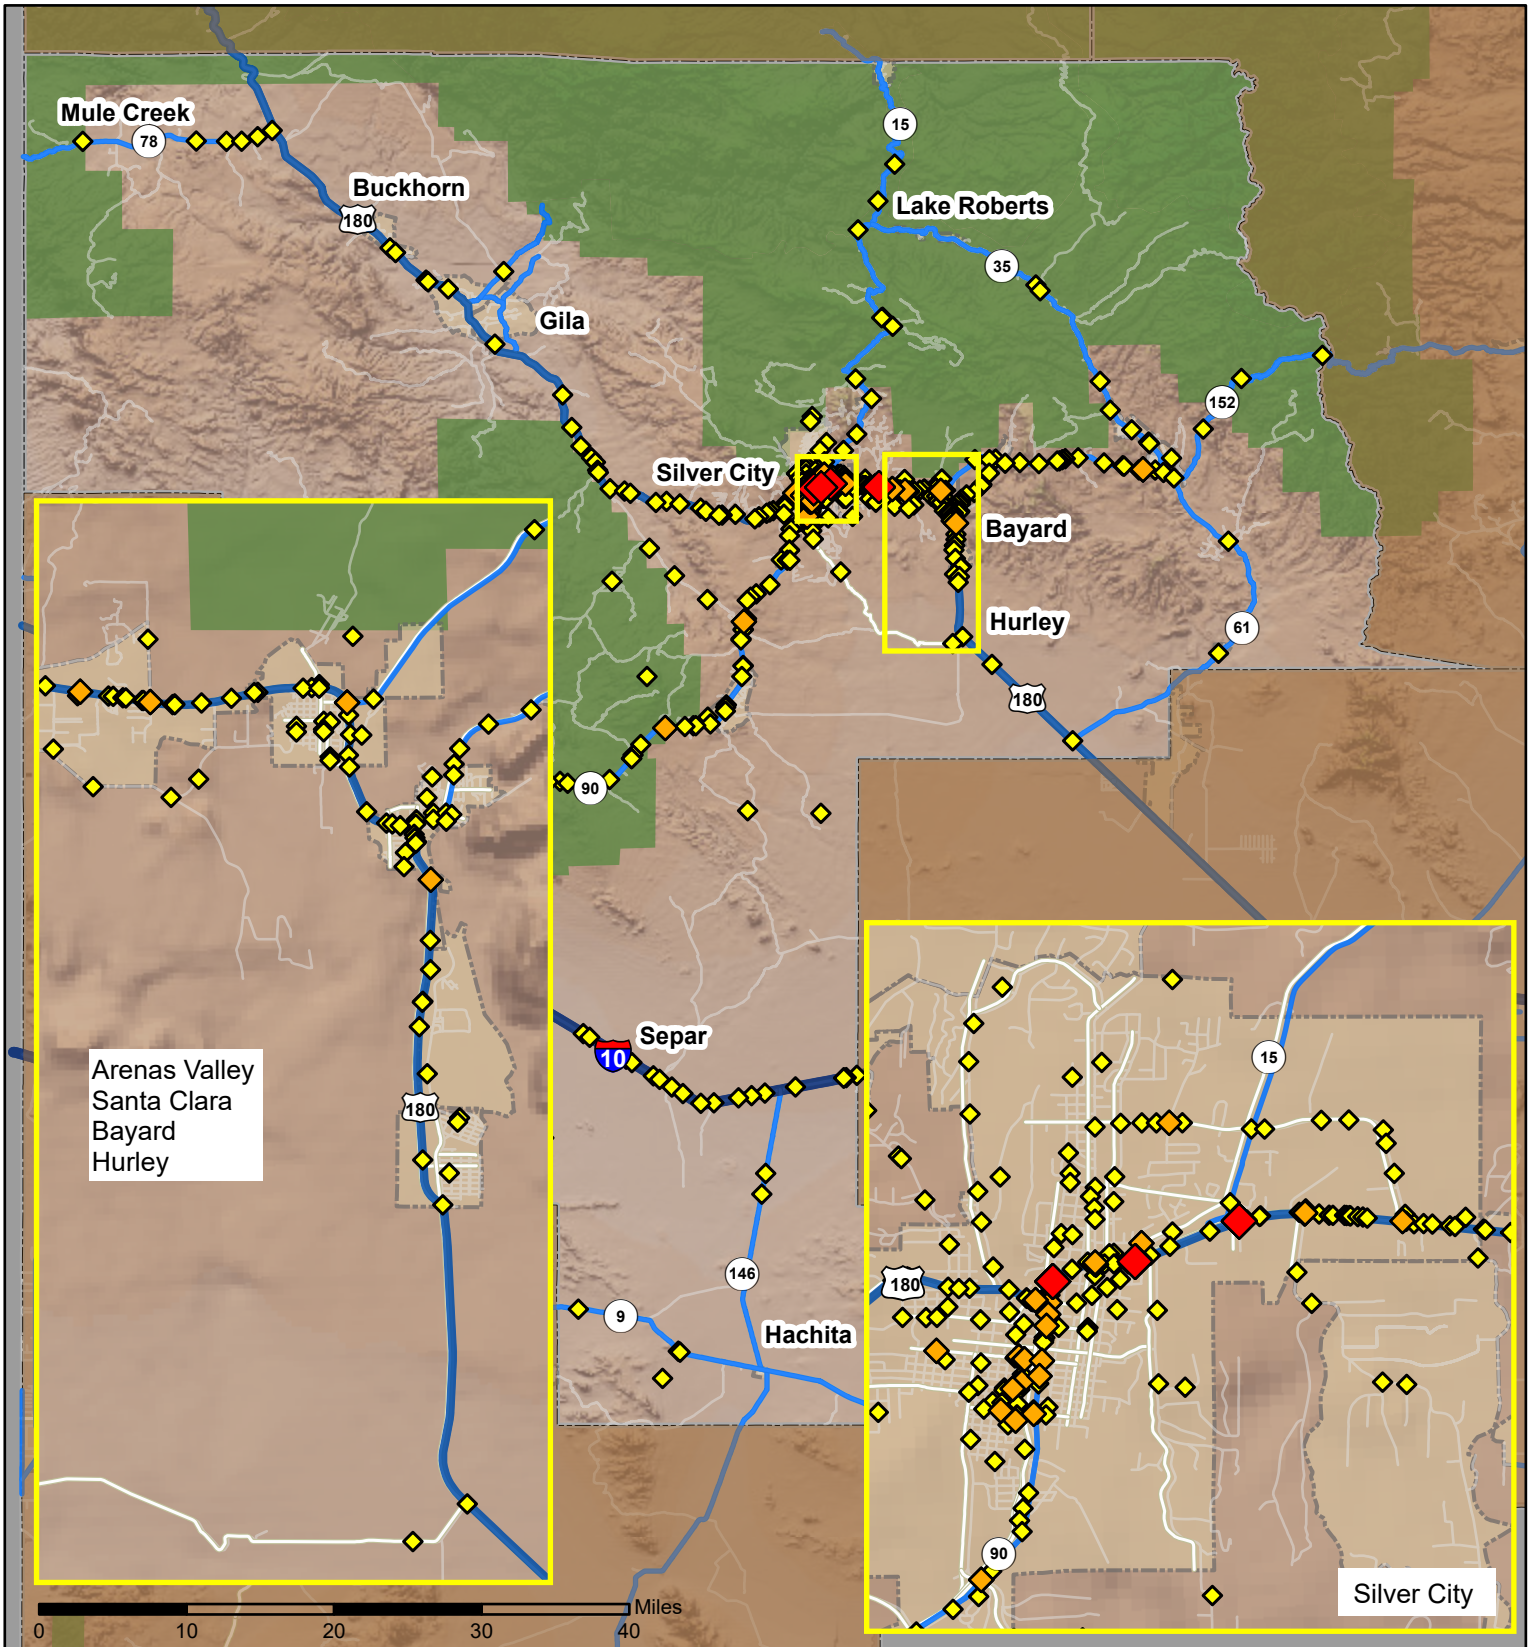 Mule Creek
78
15
Buckhorn
180
Lake Roberts
35
Gila
152
Silver City
Bayard
Hurley
61
180
90
Separ
10
15
Arenas Valley
Santa Clara
Bayard
Hurley
180
146
180
9
Hachita
90
Silver City
Miles
0 10 20 30 40